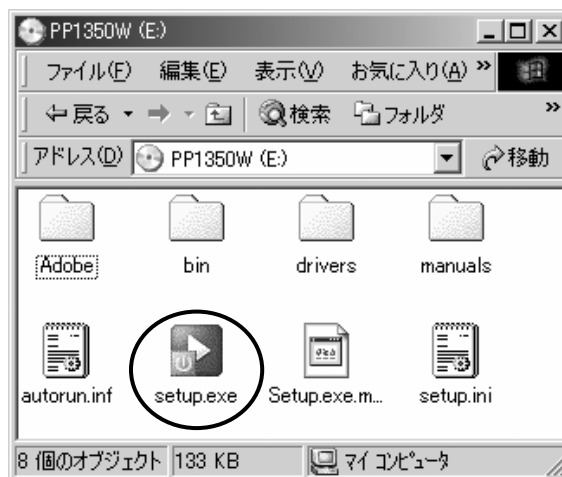 PP1350W (E:)
ファイル(F) 編集(E) 表示(V) お気に入り(A) »
戻る 検索 フォルダ »
アドレス(D) PP1350W (E:) 移動
Adobe bin drivers manuals
autorun.inf setup.exe Setup.exe.m... setup.ini
8 個のオブジェクト 133 KB マイ コンピュータ